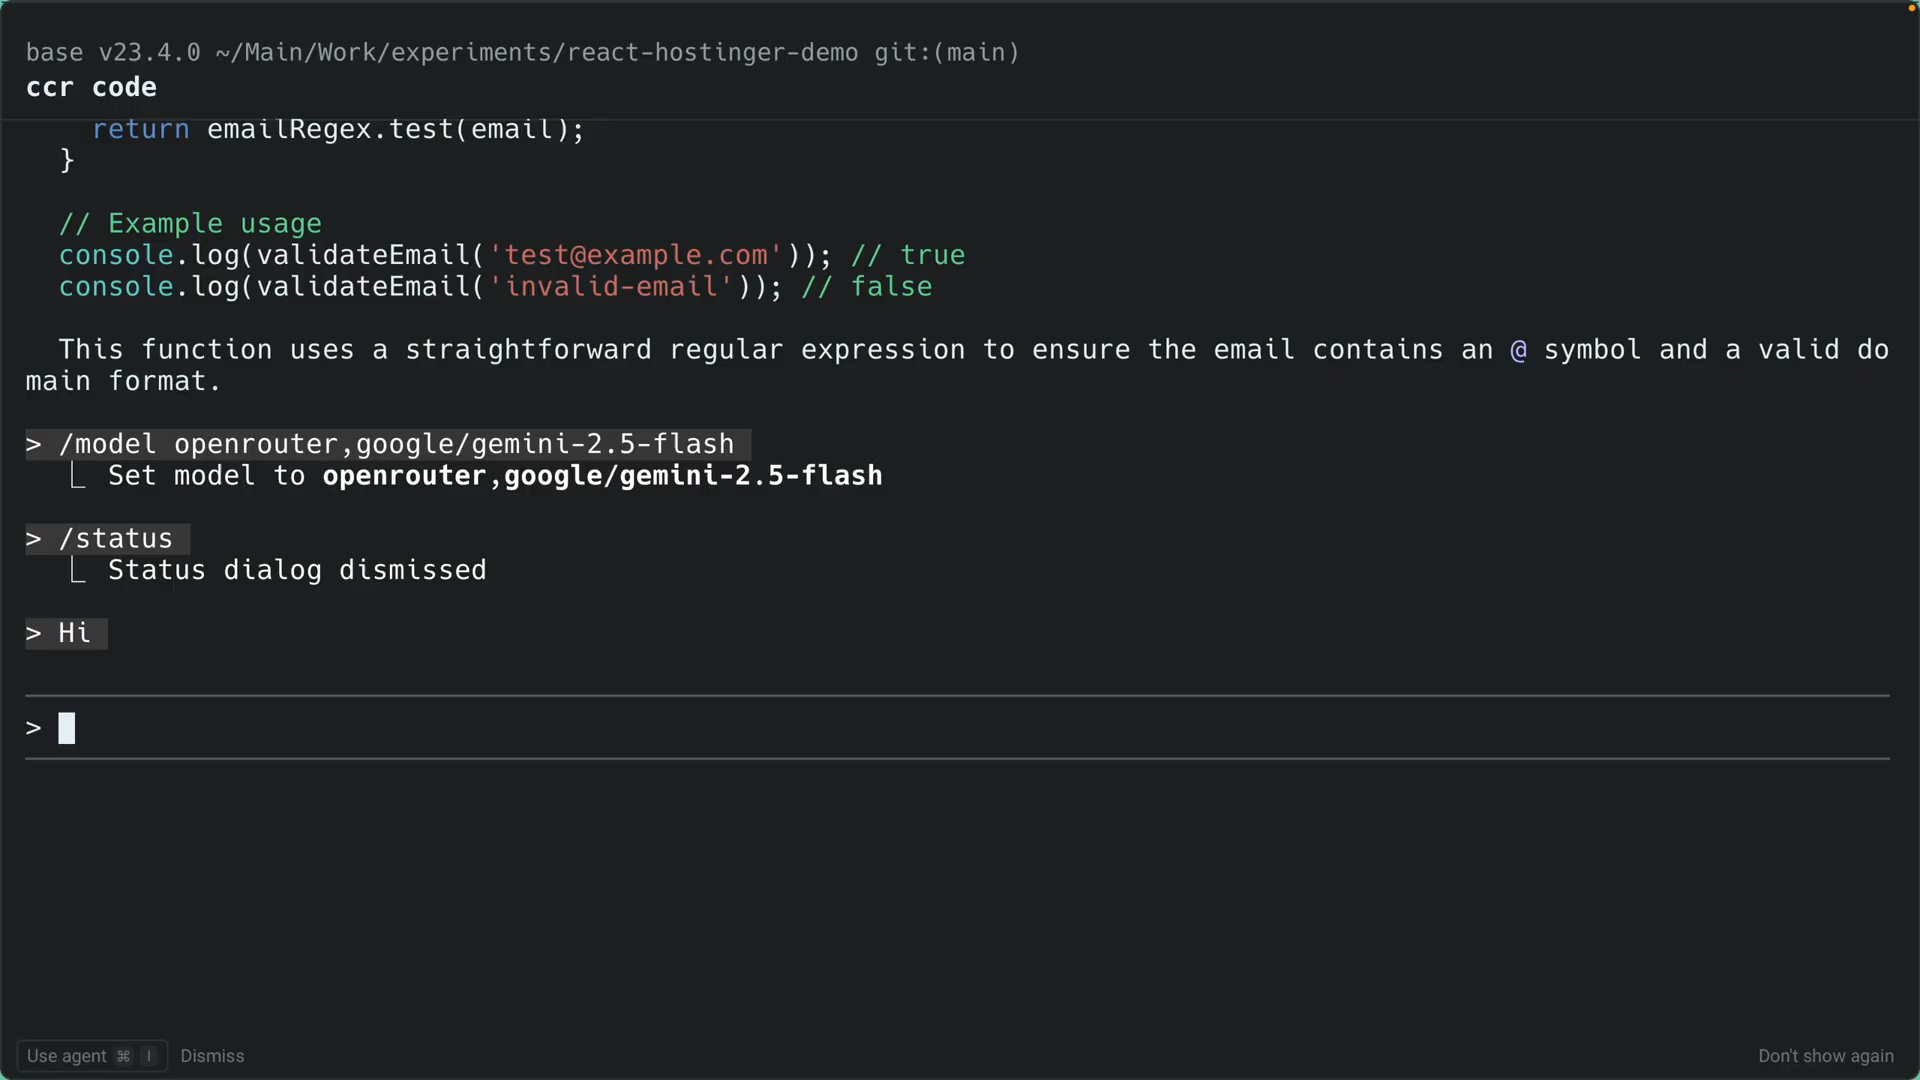 base v23.4.0 ~/Main/Work/experiments/react-hostinger-demo git:(main)
ccr code
return emailRegex.test(email);
}
// Example usage
console.log(validateEmail('test@example.com')); // true
console.log(validateEmail('invalid-email')); // false
This function uses a straightforward regular expression to ensure the email contains an @ symbol and a valid do
main format.
> /model openrouter,google/gemini-2.5-flash
⎿ Set model to openrouter,google/gemini-2.5-flash
> /status
⎿ Status dialog dismissed
> Hi
>
Use agent ⌘ I Dismiss
Don't show again